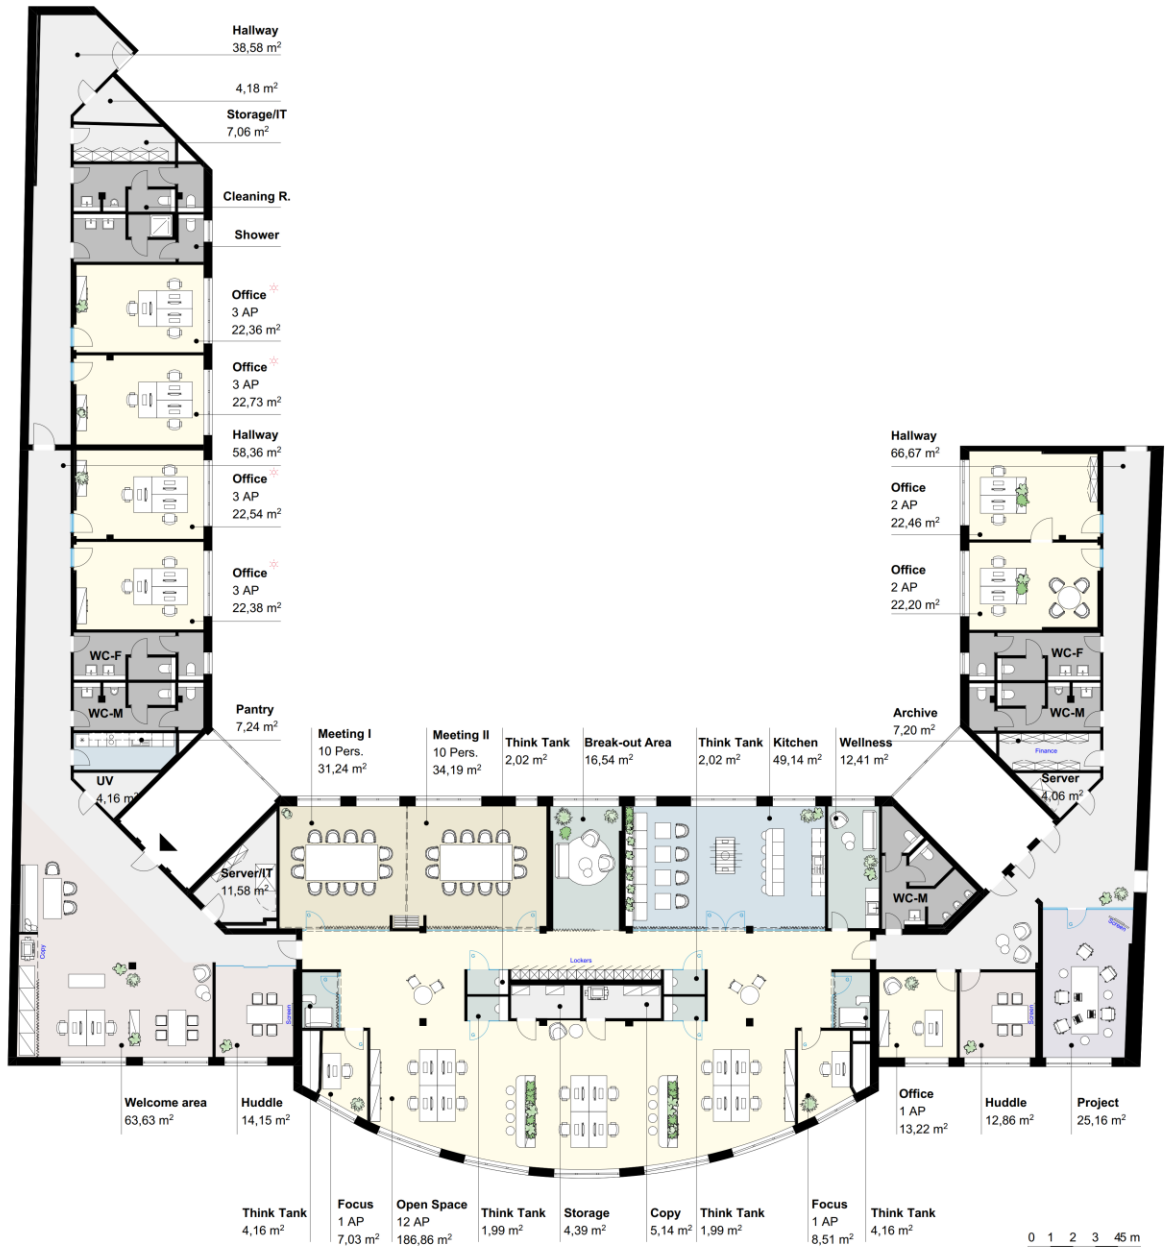 Hallway
38,58 m²
4,18 m²
Storage/IT
7,06 m²
Cleaning R.
Shower
Office
3 AP
22,36 m²
Office
3 AP
22,73 m²
Hallway
58,36 m²
Office
3 AP
22,54 m²
Office
3 AP
22,38 m²
WC-F
WC-M
Pantry
7,24 m²
UV
4,16 m²
Hallway
66,67 m²
Office
2 AP
22,46 m²
Office
2 AP
22,20 m²
WC-F
WC-M
Archive
7,20 m²
Finance
Server
4,06 m²
Meeting I
10 Pers.
31,24 m²
Meeting II
10 Pers.
34,19 m²
Think Tank
2,02 m²
Break-out Area
16,54 m²
Think Tank
2,02 m²
Kitchen
49,14 m²
Wellness
12,41 m²
Server/IT
11,58 m²
WC-M
Copy
Screen
Lockers
Screen
Screen
Welcome area
63,63 m²
Huddle
14,15 m²
Office
1 AP
13,22 m²
Huddle
12,86 m²
Project
25,16 m²
Think Tank
4,16 m²
Focus
1 AP
7,03 m²
Open Space
12 AP
186,86 m²
Think Tank
1,99 m²
Storage
4,39 m²
Copy
5,14 m²
Think Tank
1,99 m²
Focus
1 AP
8,51 m²
Think Tank
4,16 m²
0 1 2 3 45 m